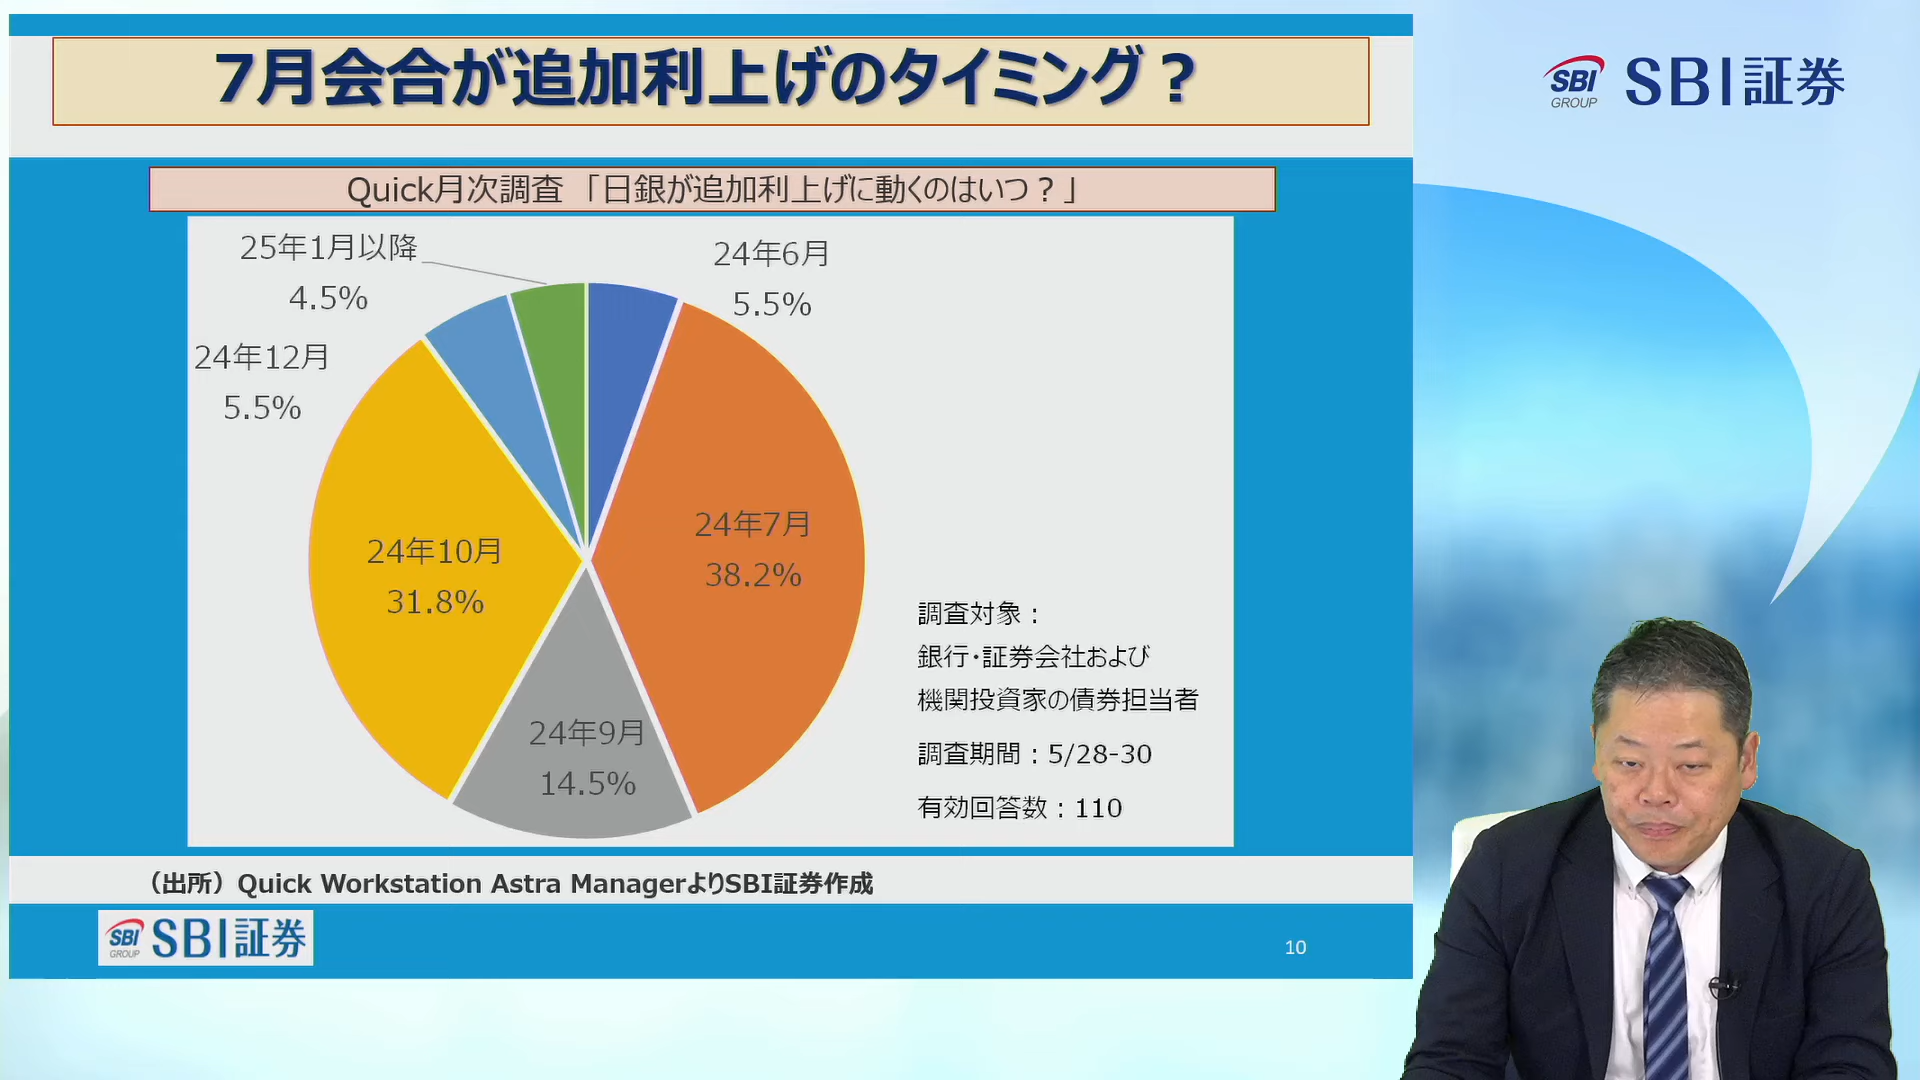 7月会合が追加利上げのタイミング？
SBI
GROUP
SBI証券
Quick月次調査 「日銀が追加利上げに動くのはいつ？」
25年1月以降
4.5%
24年6月
5.5%
24年12月
5.5%
24年7月
38.2%
24年10月
31.8%
24年9月
14.5%
調査対象：
銀行・証券会社および
機関投資家の債券担当者
調査期間：5/28-30
有効回答数：110
（出所）Quick Workstation Astra ManagerよりSBI証券作成
SBI
GROUP
SBI証券
10